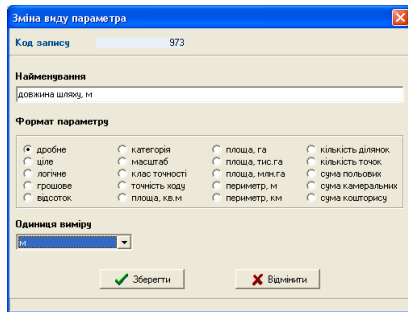 Зміна виду параметра
Код запису 973
Найменування
довжина шляху, м
Формат параметру
дробне категорія площа, га кількість ділянок
ціле масштаб площа, тис.га кількість точок
логічне клас точності площа, млн.га сума польових
грошове точність ходу периметр, м сума камеральних
відсоток площа, кв.м периметр, км сума кошторису
Одиниця виміру
м
Зберегти Відмінити